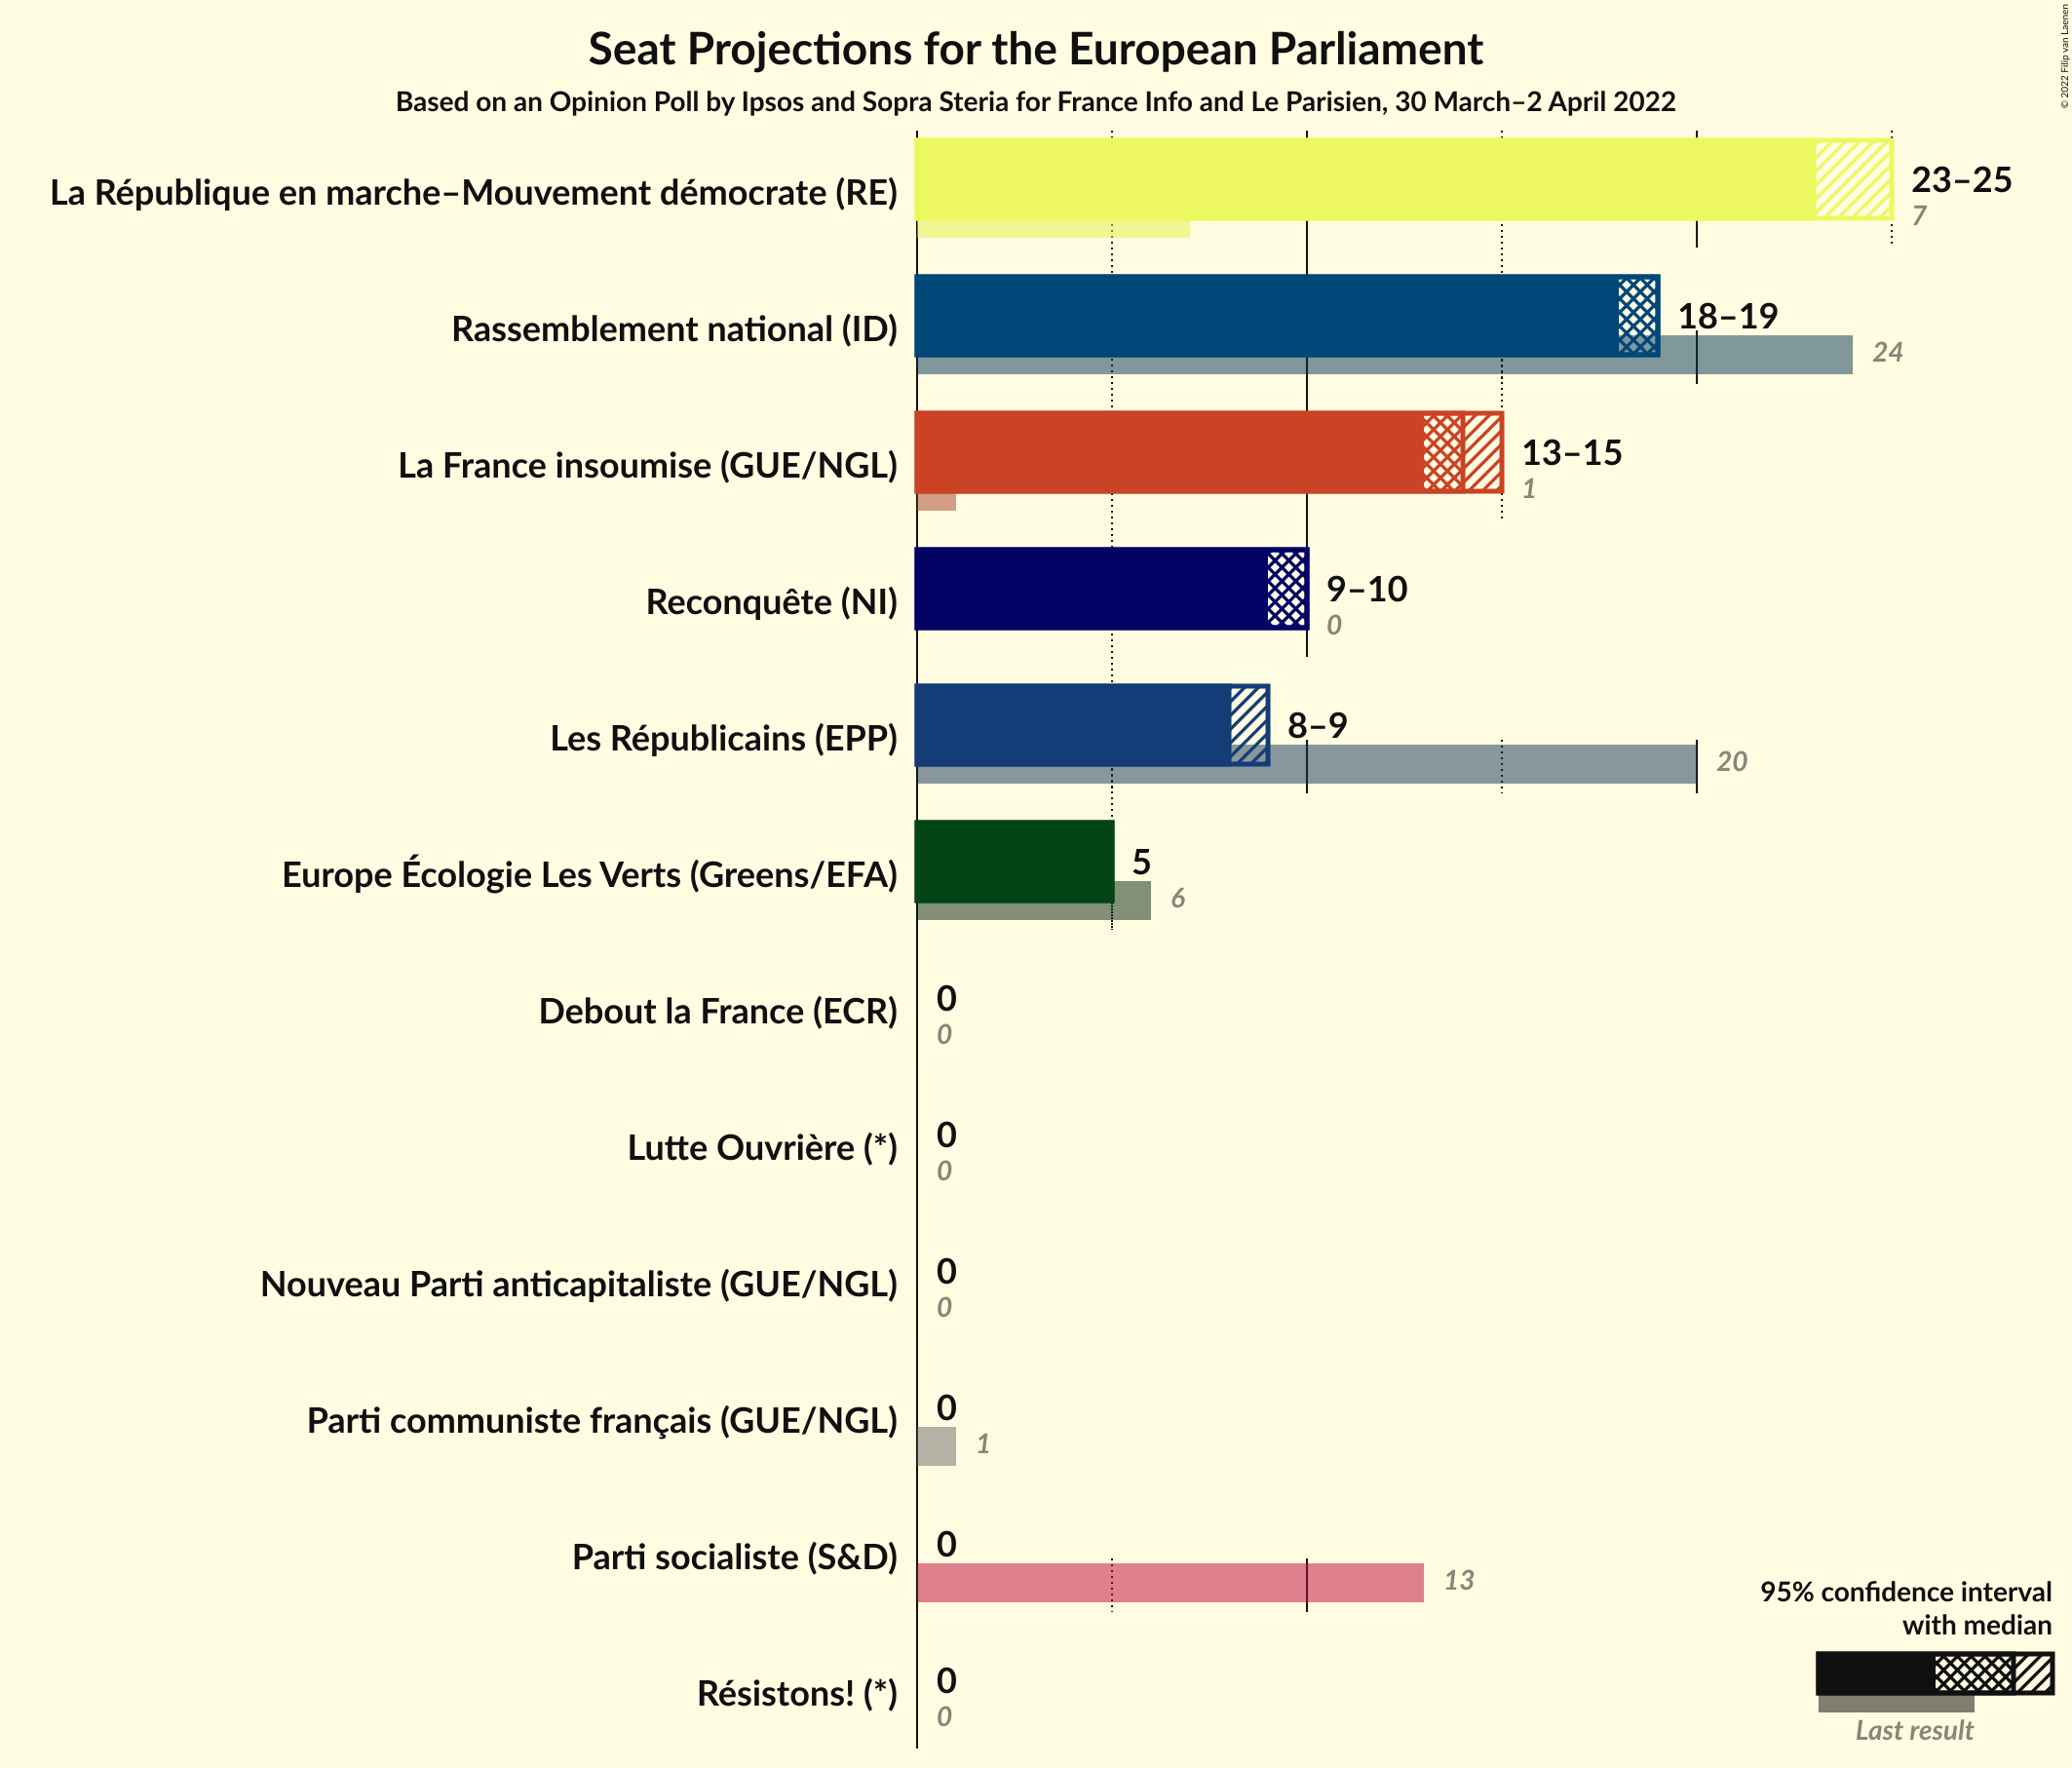 Seat Projections for the European Parliament
Based on an Opinion Poll by Ipsos and Sopra Steria for France Info and Le Parisien, 30 March–2 April 2022
© 2022 Filip van Laenen
La République en marche–Mouvement démocrate (RE)
23–25
7
Rassemblement national (ID)
18–19
24
La France insoumise (GUE/NGL)
13–15
1
Reconquête (NI)
9–10
0
Les Républicains (EPP)
8–9
20
Europe Écologie Les Verts (Greens/EFA)
5
6
Debout la France (ECR)
0
0
Lutte Ouvrière (*)
0
0
Nouveau Parti anticapitaliste (GUE/NGL)
0
0
Parti communiste français (GUE/NGL)
0
1
Parti socialiste (S&D)
0
13
Résistons! (*)
0
0
95% confidence interval
with median
Last result